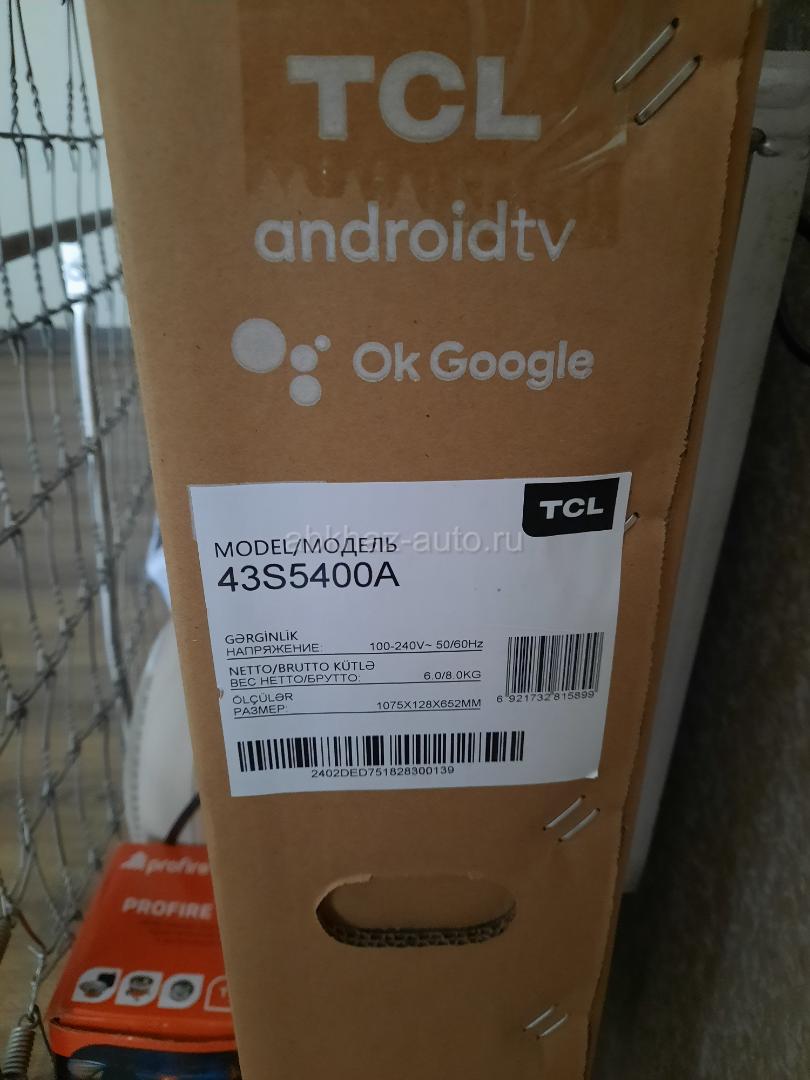 TCL
androidtv
Ok Google
TCL
abkhaz-auto.ru
MODEL/МОДЕЛЬ
43S5400A
GƏRGİNLİK
НАПРЯЖЕНИЕ: 100-240V~ 50/60Hz
NETTO/BRUTTO KÜTLƏ
ВЕС НЕТТО/БРУТТО: 6.0/8.0KG
ÖLÇÜLƏR
РАЗМЕР: 1075X128X652MM
6 921732 815899
2402DED751828300139
profire
PROFIRE